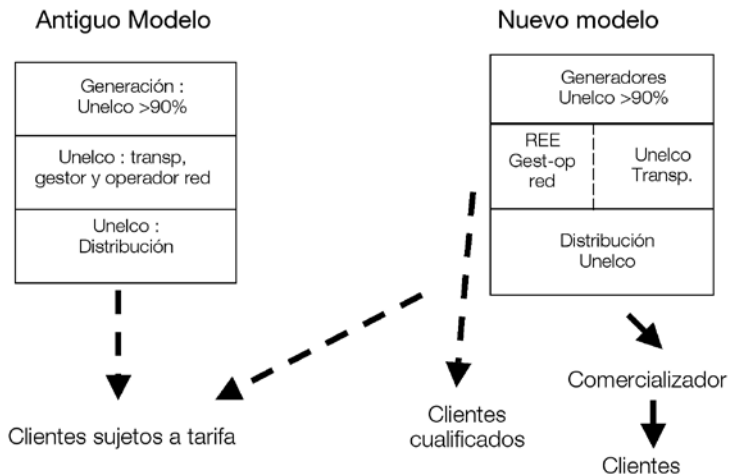 Antiguo Modelo
Generación :
Unelco >90%
Unelco : transp,
gestor y operador red
Unelco :
Distribución
Clientes sujetos a tarifa
Nuevo modelo
Generadores
Unelco >90%
REE
Gest-op
red
Unelco
Transp.
Distribución
Unelco
Clientes
cualificados
Comercializador
Clientes